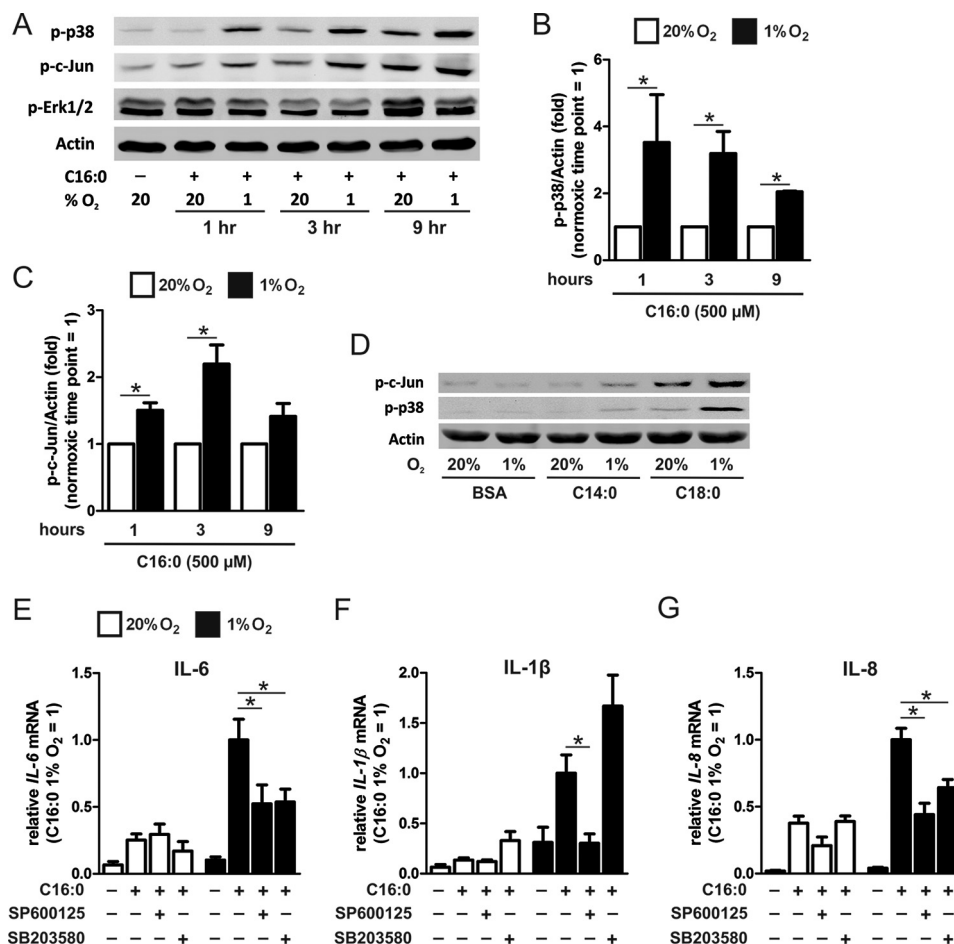 A
p-p38
p-c-Jun
p-Erk1/2
Actin
C16:0 – + + + + + +
% O2 20 20 1 20 1 20 1
1 hr 3 hr 9 hr
B
20% O2 1% O2
p-p38/Actin (fold)
(normoxic time point = 1)
6
4
2
0
* * *
hours 1 3 9
C16:0 (500 µM)
C
20% O2 1% O2
p-c-Jun/Actin (fold)
(normoxic time point = 1)
3
2
1
0
* *
hours 1 3 9
C16:0 (500 µM)
D
p-c-Jun
p-p38
Actin
O2 20% 1% 20% 1% 20% 1%
BSA C14:0 C18:0
E
20% O2 1% O2
IL-6
relative IL-6 mRNA
(C16:0 1% O2 = 1)
1.5
1.0
0.5
0.0
*
*
C16:0 – + + + – + + +
SP600125 – – + – – – + –
SB203580 – – – + – – – +
F
IL-1β
relative IL-1β mRNA
(C16:0 1% O2 = 1)
2.0
1.5
1.0
0.5
0.0
*
– + + + – + + +
– – + – – – + –
– – – + – – – +
G
IL-8
relative IL-8 mRNA
(C16:0 1% O2 = 1)
1.5
1.0
0.5
0.0
*
*
C16:0 – + + + – + + +
SP600125 – – + – – – + –
SB203580 – – – + – – – +